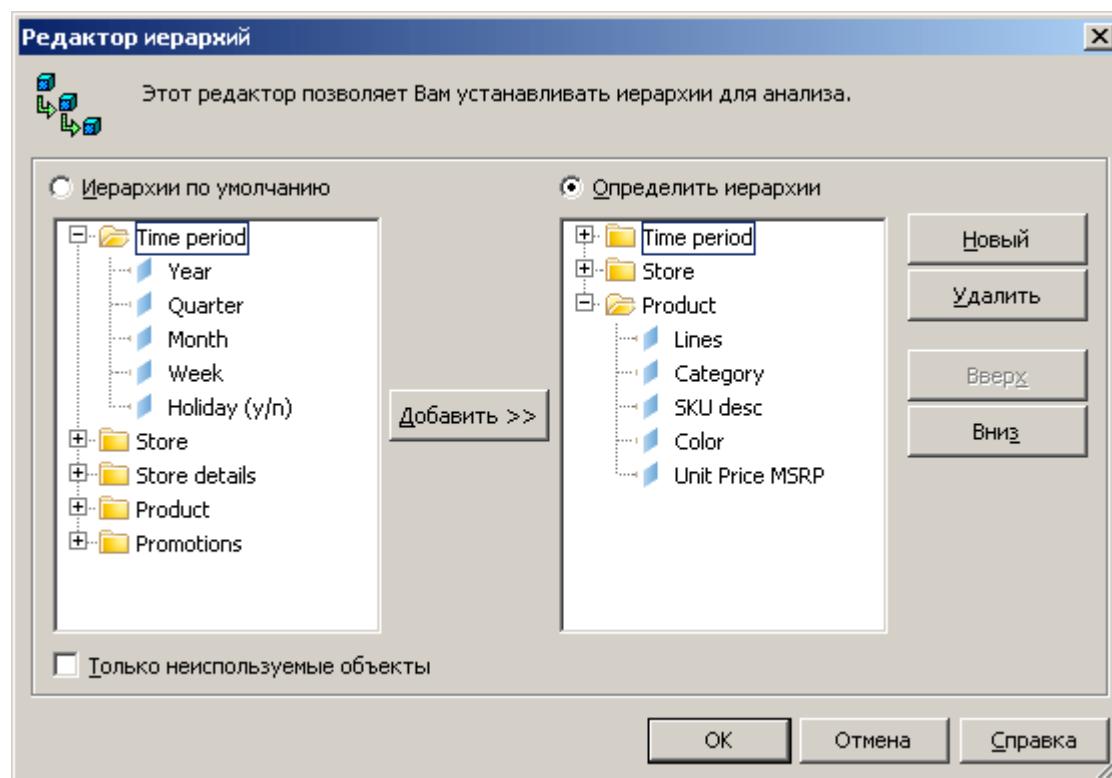 Редактор иерархий
Этот редактор позволяет Вам устанавливать иерархии для анализа.
Иерархии по умолчанию
Time period
Year
Quarter
Month
Week
Holiday (y/n)
Store
Store details
Product
Promotions
Добавить >>
Определить иерархии
Time period
Store
Product
Lines
Category
SKU desc
Color
Unit Price MSRP
Новый
Удалить
Вверх
Вниз
Только неиспользуемые объекты
OK
Отмена
Справка